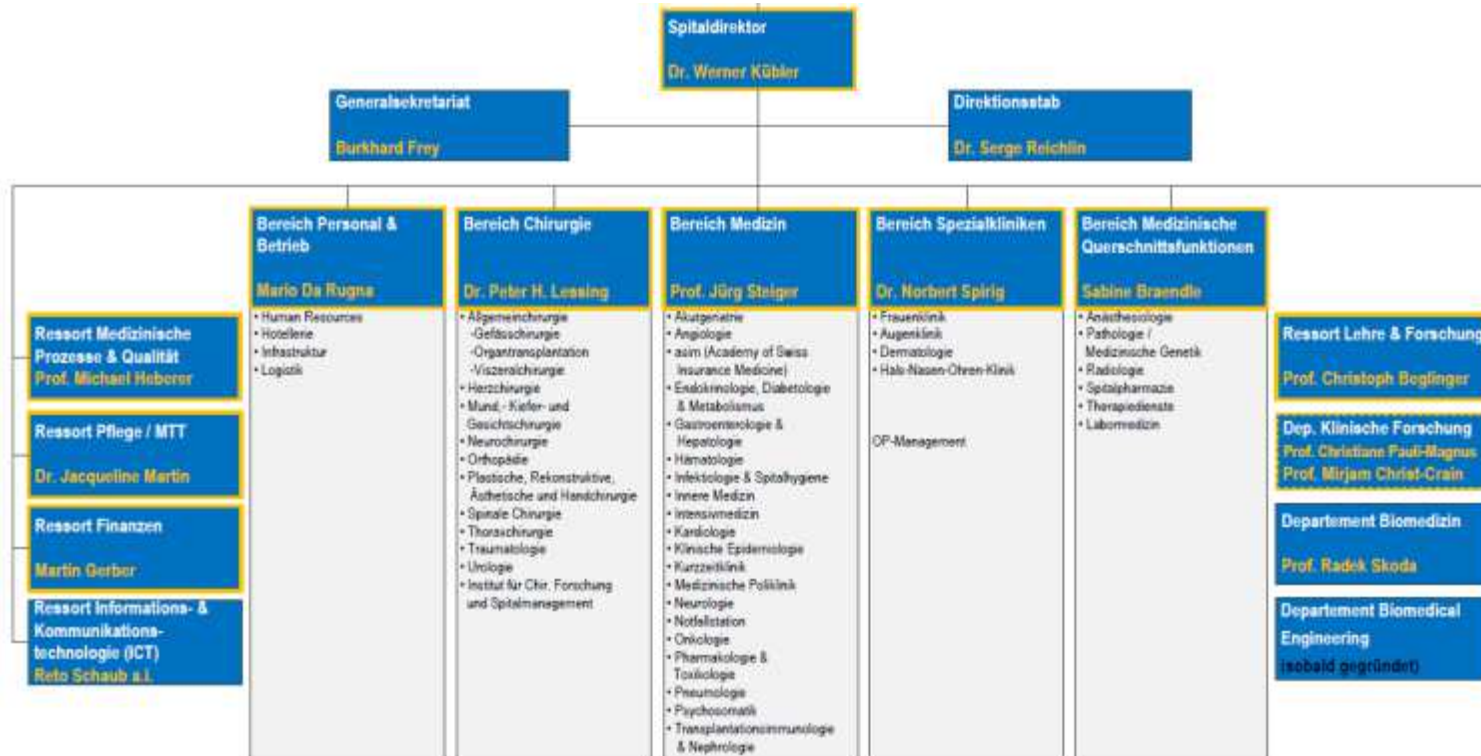 Spitaldirektor
Dr. Werner Kübler
Generalsekretariat
Burkhard Frey
Direktionsstab
Dr. Serge Reichlin
Bereich Personal &
Betrieb
Mario Da Rugna
• Human Resources
• Hotellerie
• Infrastruktur
• Logistik
Bereich Chirurgie
Dr. Peter H. Lessing
• Allgemeinchirurgie
-Gefässchirurgie
-Organtransplantation
-Viszeralchirurgie
• Herzchirurgie
• Mund,- Kiefer- und
Gesichtschirurgie
• Neurochirurgie
• Orthopädie
• Plastische, Rekonstruktive,
Ästhetische und Handchirurgie
• Spinale Chirurgie
• Thoraxchirurgie
• Traumatologie
• Urologie
• Institut für Chir. Forschung
und Spitalmanagement
Bereich Medizin
Prof. Jürg Steiger
• Akutgeriatrie
• Angiologie
• asim (Academy of Swiss
Insurance Medicine)
• Endokrinologie, Diabetologie
& Metabolismus
• Gastroenterologie &
Hepatologie
• Hämatologie
• Infektiologie & Spitalhygiene
• Innere Medizin
• Intensivmedizin
• Kardiologie
• Klinische Epidemiologie
• Kurzzeitklinik
• Medizinische Poliklinik
• Neurologie
• Notfallstation
• Onkologie
• Pharmakologie &
Toxikologie
• Pneumologie
• Psychosomatik
• Transplantationsimmunologie
& Nephrologie
Bereich Spezialkliniken
Dr. Norbert Spirig
• Frauenklinik
• Augenklinik
• Dermatologie
• Hals-Nasen-Ohren-Klinik
OP-Management
Bereich Medizinische
Querschnittsfunktionen
Sabine Braendle
• Anästhesiologie
• Pathologie /
Medizinische Genetik
• Radiologie
• Spitalpharmazie
• Therapiedienste
• Labormedizin
Ressort Medizinische
Prozesse & Qualität
Prof. Michael Heberer
Ressort Pflege / MTT
Dr. Jacqueline Martin
Ressort Finanzen
Martin Gerber
Ressort Informations- &
Kommunikations-
technologie (ICT)
Reto Schaub a.i.
Ressort Lehre & Forschung
Prof. Christoph Beglinger
Dep. Klinische Forschung
Prof. Christiane Pauli-Magnus
Prof. Mirjam Christ-Crain
Departement Biomedizin
Prof. Radek Skoda
Departement Biomedical
Engineering
(sobald gegründet)